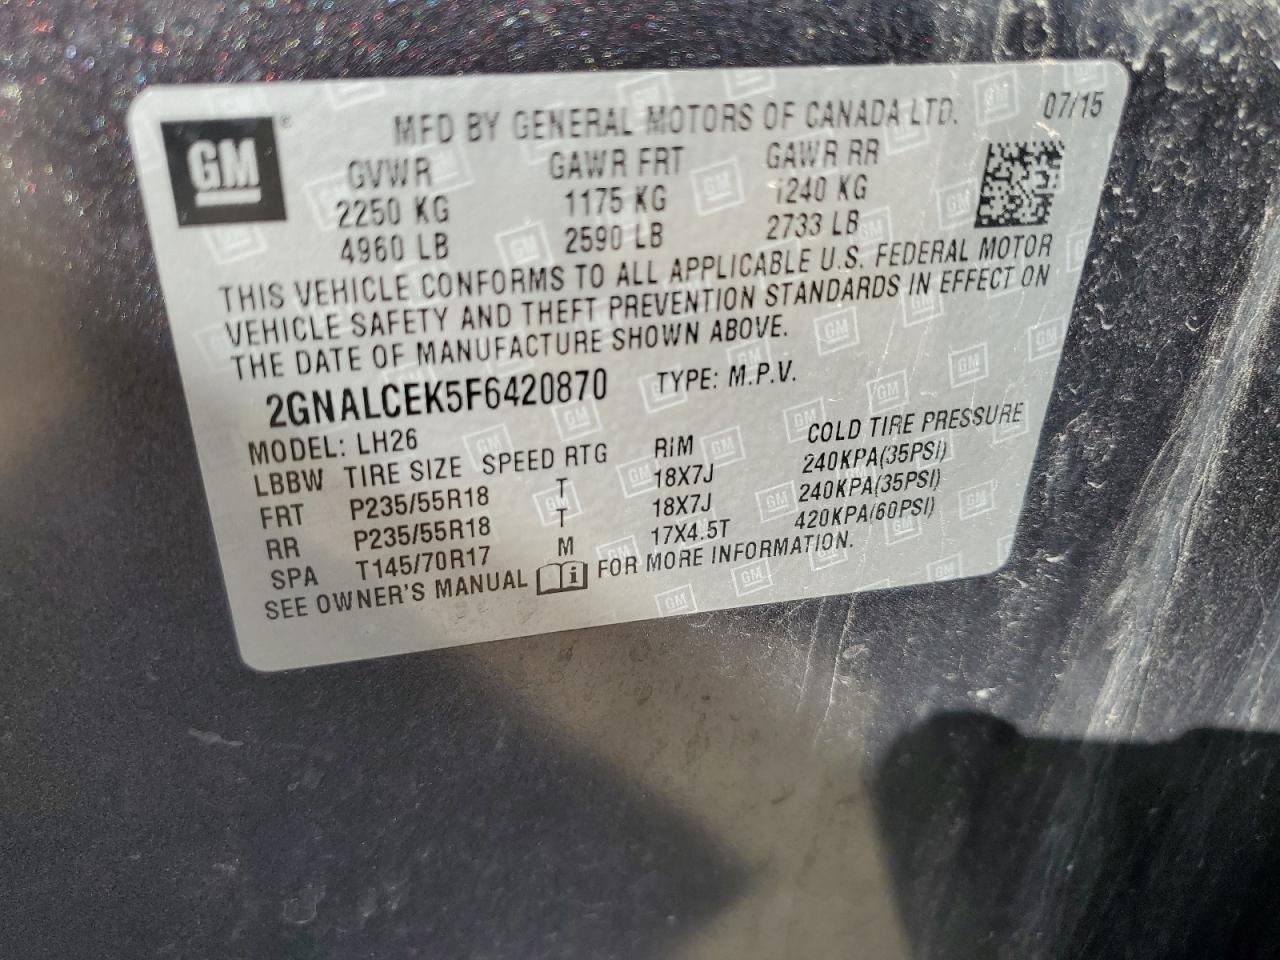 GM
MFD BY GENERAL MOTORS OF CANADA LTD. 07/15
GVWR GAWR FRT GAWR RR
2250 KG 1175 KG 1240 KG
4960 LB 2590 LB 2733 LB
THIS VEHICLE CONFORMS TO ALL APPLICABLE U.S. FEDERAL MOTOR
VEHICLE SAFETY AND THEFT PREVENTION STANDARDS IN EFFECT ON
THE DATE OF MANUFACTURE SHOWN ABOVE.
2GNALCEK5F6420870 TYPE: M.P.V.
MODEL: LH26
LBBW TIRE SIZE SPEED RTG RIM COLD TIRE PRESSURE
FRT P235/55R18 T 18X7J 240KPA(35PSI)
RR P235/55R18 T 18X7J 240KPA(35PSI)
SPA T145/70R17 M 17X4.5T 420KPA(60PSI)
SEE OWNER'S MANUAL FOR MORE INFORMATION.